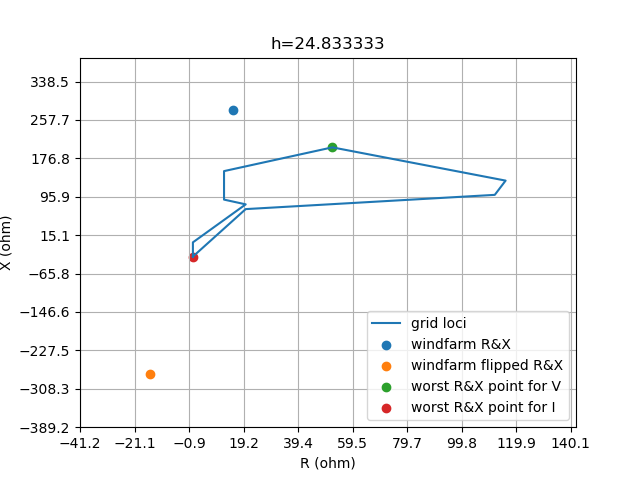 h=24.833333
338.5
257.7
176.8
95.9
15.1
−65.8
−146.6
−227.5
−308.3
−389.2
X (ohm)
grid loci
windfarm R&X
windfarm flipped R&X
worst R&X point for V
worst R&X point for I
−41.2 −21.1 −0.9 19.2 39.4 59.5 79.7 99.8 119.9 140.1
R (ohm)